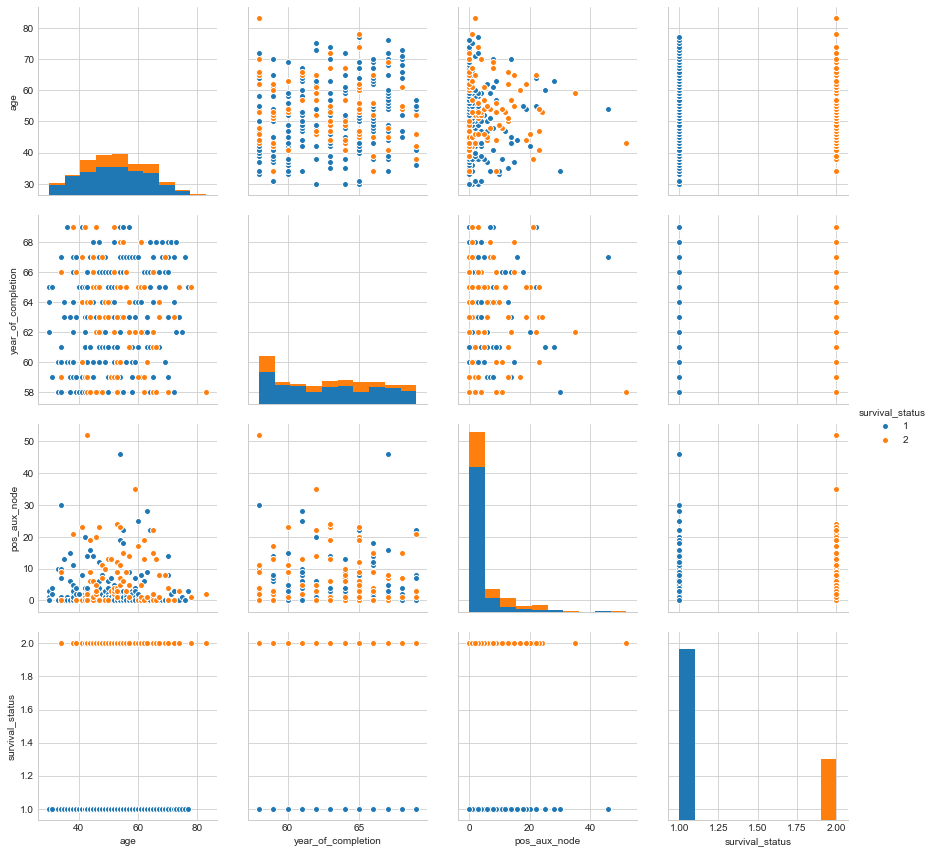 80
70
60
50
40
30
age
68
66
64
62
60
58
year_of_completion
50
40
30
20
10
0
pos_aux_node
2.0
1.8
1.6
1.4
1.2
1.0
survival_status
40 60 80
age
60 65
year_of_completion
0 20 40
pos_aux_node
1.00 1.25 1.50 1.75 2.00
survival_status
survival_status
1
2